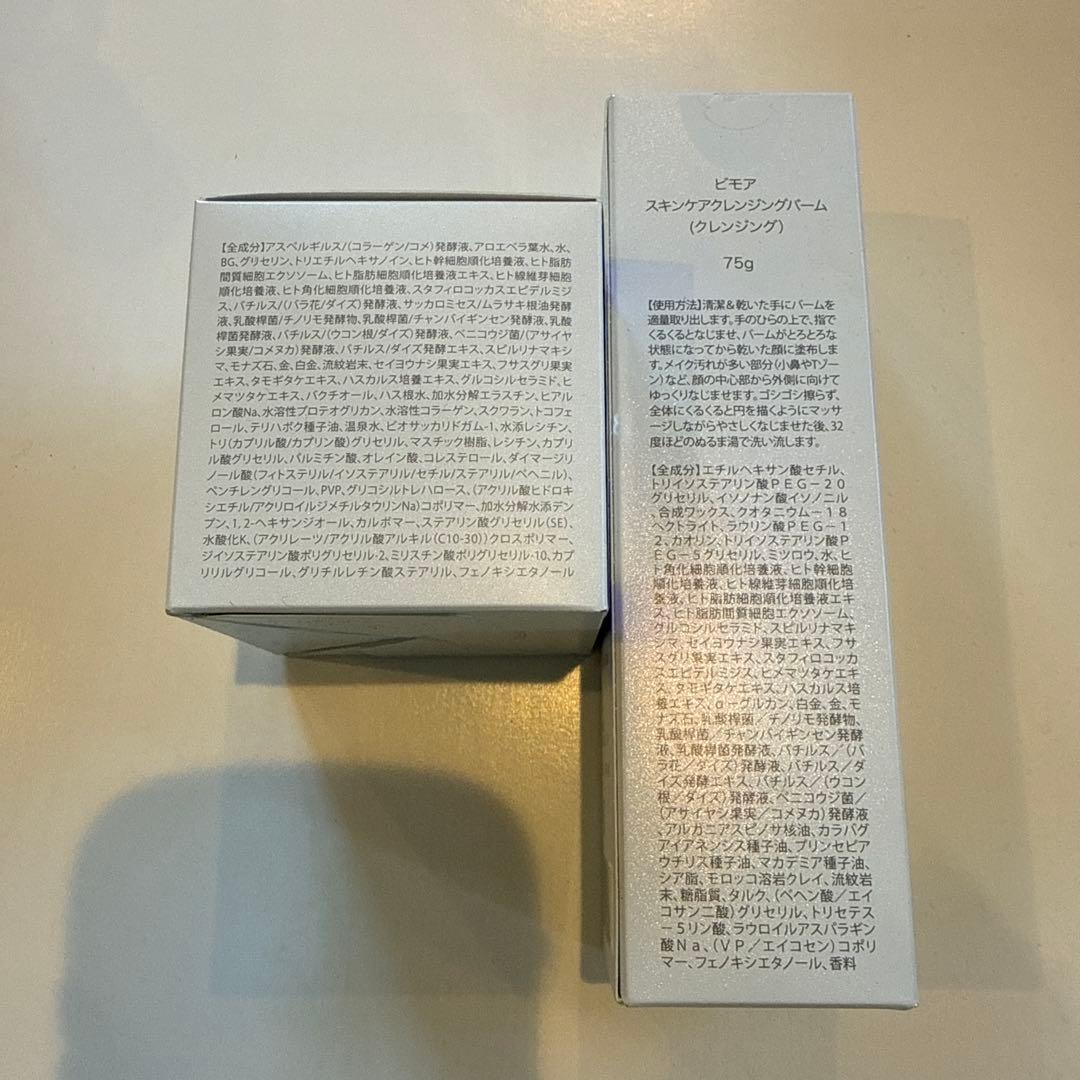 【全成分】アスペルギルス/(コラーゲン/コメ)発酵液、アロエベラ葉水、水、
BG、グリセリン、トリエチルヘキサノイン、ヒト幹細胞順化培養液、ヒト脂肪
間質細胞エクソソーム、ヒト脂肪細胞順化培養液エキス、ヒト線維芽細胞
順化培養液、ヒト角化細胞順化培養液、スタフィロコッカスエピデルミジ
ス、バチルス/(バラ花/ダイズ)発酵液、サッカロミセス/ムラサキ根油発酵
液、乳酸桿菌/チノリモ発酵物、乳酸桿菌/チャンバイギンセン発酵液、乳酸
桿菌発酵液、バチルス/(ウコン根/ダイズ)発酵液、ベニコウジ菌/(アサイヤ
シ果実/コメヌカ)発酵液、バチルス/ダイズ発酵エキス、スピルリナマキシ
マ、モナズ石、金、白金、流紋岩末、セイヨウナシ果実エキス、フサスグリ果実
エキス、タモギタケエキス、ハスカルス培養エキス、グルコシルセラミド、ヒ
メマツタケエキス、バクチオール、ハス根水、加水分解エラスチン、ヒアル
ロン酸Na、水溶性プロテオグリカン、水溶性コラーゲン、スクワラン、トコフェ
ロール、テリハボク種子油、温泉水、ビオサッカリドガム-1、水添レシチン、
トリ(カプリル酸/カプリン酸)グリセリル、マスチック樹脂、レシチン、カプリ
ル酸グリセリル、パルミチン酸、オレイン酸、コレステロール、ダイマージリ
ノール酸(フィトステリル/イソステアリル/セチル/ステアリル/ベヘニル)、
ペンチレングリコール、PVP、グリコシルトレハロース、(アクリル酸ヒドロキ
シエチル/アクリロイルジメチルタウリンNa)コポリマー、加水分解水添デン
プン、1,2-ヘキサンジオール、カルボマー、ステアリン酸グリセリル(SE)、
水酸化K、(アクリレーツ/アクリル酸アルキル(C10-30))クロスポリマー、
ジイソステアリン酸ポリグリセリル-2、ミリスチン酸ポリグリセリル-10、カプ
リリルグリコール、グリチルレチン酸ステアリル、フェノキシエタノール
ビモア
スキンケアクレンジングバーム
(クレンジング)
75g
【使用方法】清潔&乾いた手にバームを
適量取り出します。手のひらの上で、指で
くるくるとなじませ、バームがとろとろな
状態になってから乾いた顔に塗布しま
す。メイク汚れが多い部分(小鼻やTゾー
ン)など、顔の中心部から外側に向けて
ゆっくりなじませます。ゴシゴシ擦らず、
全体にくるくると円を描くようにマッサ
ージしながらやさしくなじませた後、32
度ほどのぬるま湯で洗い流します。
【全成分】エチルヘキサン酸セチル、
トリイソステアリン酸PEG-20
グリセリル、イソノナン酸イソノニル
、合成ワックス、クオタニウム-18
ヘクトライト、ラウリン酸PEG-1
2、カオリン、トリイソステアリン酸P
EG-5グリセリル、ミツロウ、水、ヒ
ト角化細胞順化培養液、ヒト幹細胞
順化培養液、ヒト線維芽細胞順化培
養液、ヒト脂肪細胞順化培養液エキ
ス、ヒト脂肪間質細胞エクソソーム、
グルコシルセラミド、スピルリナマキ
シマ、セイヨウナシ果実エキス、フサ
スグリ果実エキス、スタフィロコッカ
スエピデルミジス、ヒメマツタケエキ
ス、タモギタケエキス、ハスカルス培
養エキス、α-グルカン、白金、金、モ
ナズ石、乳酸桿菌/チノリモ発酵物、
乳酸桿菌/チャンバイギンセン発酵
液、乳酸桿菌発酵液、バチルス/(バ
ラ花/ダイズ)発酵液、バチルス/ダ
イズ発酵エキス、バチルス/(ウコン
根/ダイズ)発酵液、ベニコウジ菌/
(アサイヤシ果実/コメヌカ)発酵液
、アルガニアスピノサ核油、カラパグ
アイアネンシス種子油、プリンセピア
ウチリス種子油、マカデミア種子油、
シア脂、モロッコ溶岩クレイ、流紋岩
末、糖脂質、タルク、(ベヘン酸/エイ
コサン二酸)グリセリル、トリセテス
-5リン酸、ラウロイルアスパラギン
酸Na、(VP/エイコセン)コポリ
マー、フェノキシエタノール、香料